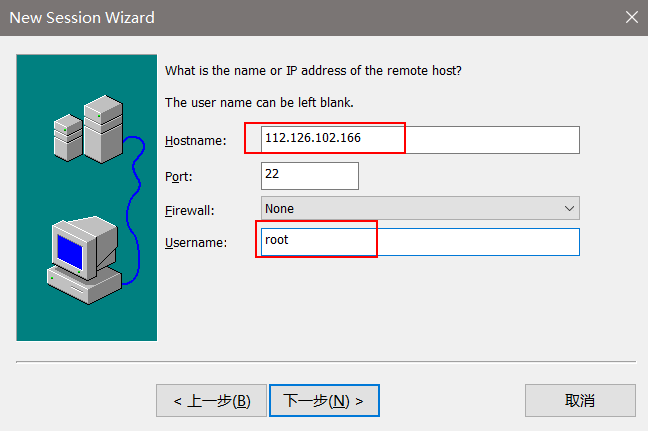 New Session Wizard
What is the name or IP address of the remote host?
The user name can be left blank.
Hostname: 112.126.102.166
Port: 22
Firewall: None
Username: root
< 上一步(B) 下一步(N) > 取消